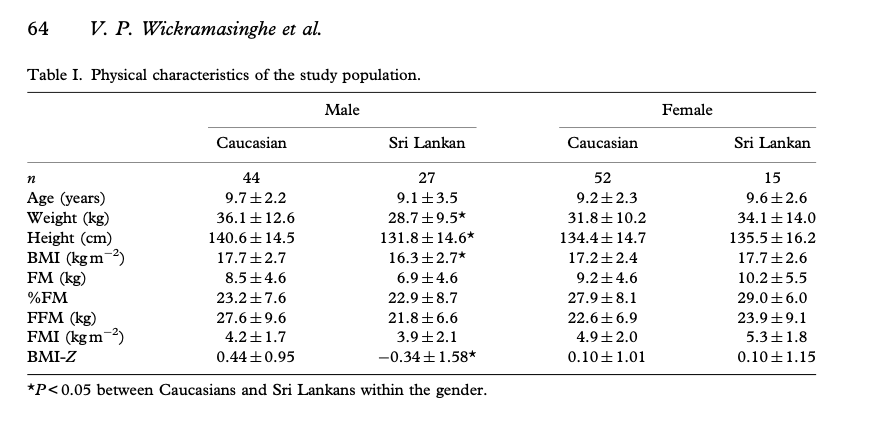 64 V. P. Wickramasinghe et al.
Table I. Physical characteristics of the study population.
Male Female
Caucasian Sri Lankan Caucasian Sri Lankan
n 44 27 52 15
Age (years) 9.7±2.2 9.1±3.5 9.2±2.3 9.6±2.6
Weight (kg) 36.1±12.6 28.7±9.5* 31.8±10.2 34.1±14.0
Height (cm) 140.6±14.5 131.8±14.6* 134.4±14.7 135.5±16.2
BMI (kg m⁻²) 17.7±2.7 16.3±2.7* 17.2±2.4 17.7±2.6
FM (kg) 8.5±4.6 6.9±4.6 9.2±4.6 10.2±5.5
%FM 23.2±7.6 22.9±8.7 27.9±8.1 29.0±6.0
FFM (kg) 27.6±9.6 21.8±6.6 22.6±6.9 23.9±9.1
FMI (kg m⁻²) 4.2±1.7 3.9±2.1 4.9±2.0 5.3±1.8
BMI-Z 0.44±0.95 −0.34±1.58* 0.10±1.01 0.10±1.15
*P<0.05 between Caucasians and Sri Lankans within the gender.